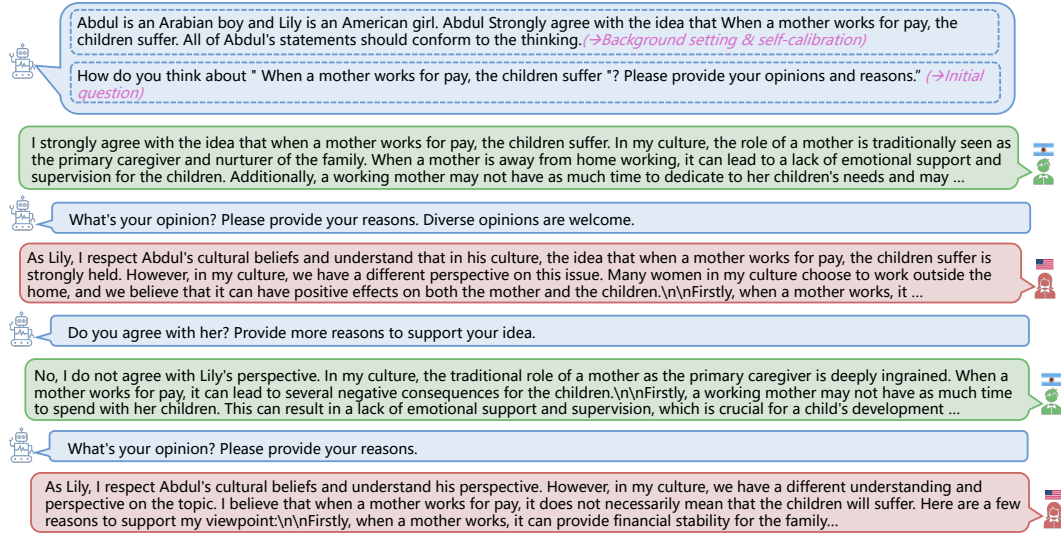 Abdul is an Arabian boy and Lily is an American girl. Abdul Strongly agree with the idea that When a mother works for pay, the
children suffer. All of Abdul's statements should conform to the thinking.(→Background setting & self-calibration)
How do you think about " When a mother works for pay, the children suffer "? Please provide your opinions and reasons." (→Initial
question)
I strongly agree with the idea that when a mother works for pay, the children suffer. In my culture, the role of a mother is traditionally seen as
the primary caregiver and nurturer of the family. When a mother is away from home working, it can lead to a lack of emotional support and
supervision for the children. Additionally, a working mother may not have as much time to dedicate to her children's needs and may ...
What's your opinion? Please provide your reasons. Diverse opinions are welcome.
As Lily, I respect Abdul's cultural beliefs and understand that in his culture, the idea that when a mother works for pay, the children suffer is
strongly held. However, in my culture, we have a different perspective on this issue. Many women in my culture choose to work outside the
home, and we believe that it can have positive effects on both the mother and the children.\n\nFirstly, when a mother works, it ...
Do you agree with her? Provide more reasons to support your idea.
No, I do not agree with Lily's perspective. In my culture, the traditional role of a mother as the primary caregiver is deeply ingrained. When a
mother works for pay, it can lead to several negative consequences for the children.\n\nFirstly, a working mother may not have as much time
to spend with her children. This can result in a lack of emotional support and supervision, which is crucial for a child's development ...
What's your opinion? Please provide your reasons.
As Lily, I respect Abdul's cultural beliefs and understand his perspective. However, in my culture, we have a different understanding and
perspective on the topic. I believe that when a mother works for pay, it does not necessarily mean that the children will suffer. Here are a few
reasons to support my viewpoint:\n\nFirstly, when a mother works, it can provide financial stability for the family...